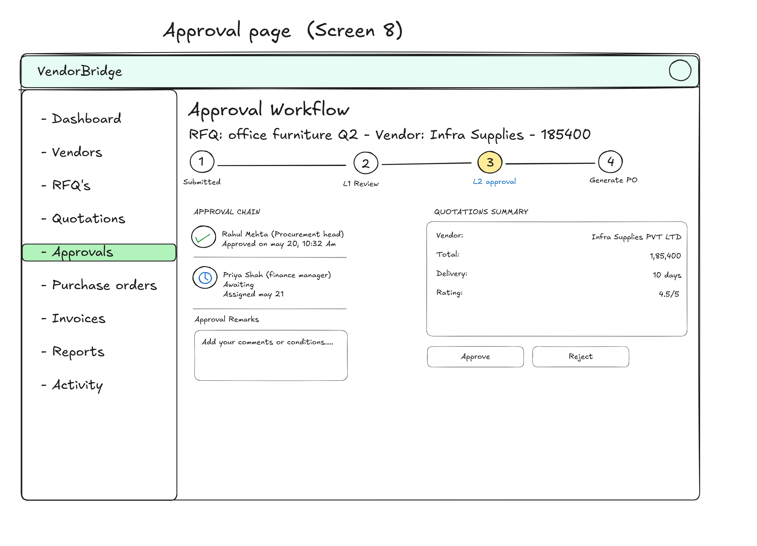 Approval page (Screen 8)
VendorBridge
- Dashboard
- Vendors
- RFQ's
- Quotations
- Approvals
- Purchase orders
- Invoices
- Reports
- Activity
Approval Workflow
RFQ: office furniture Q2 - Vendor: Infra Supplies - 185400
1
2
3
4
Submitted
L1 Review
L2 approval
Generate PO
APPROVAL CHAIN
Rahul Mehta (Procurement head)
Approved on may 20, 10:32 Am
Priya Shah (finance manager)
Awaiting
Assigned may 21
Approval Remarks
Add your comments or conditions.....
QUOTATIONS SUMMARY
Vendor: Infra Supplies PVT LTD
Total: 1,85,400
Delivery: 10 days
Rating: 4.5/5
Approve
Reject